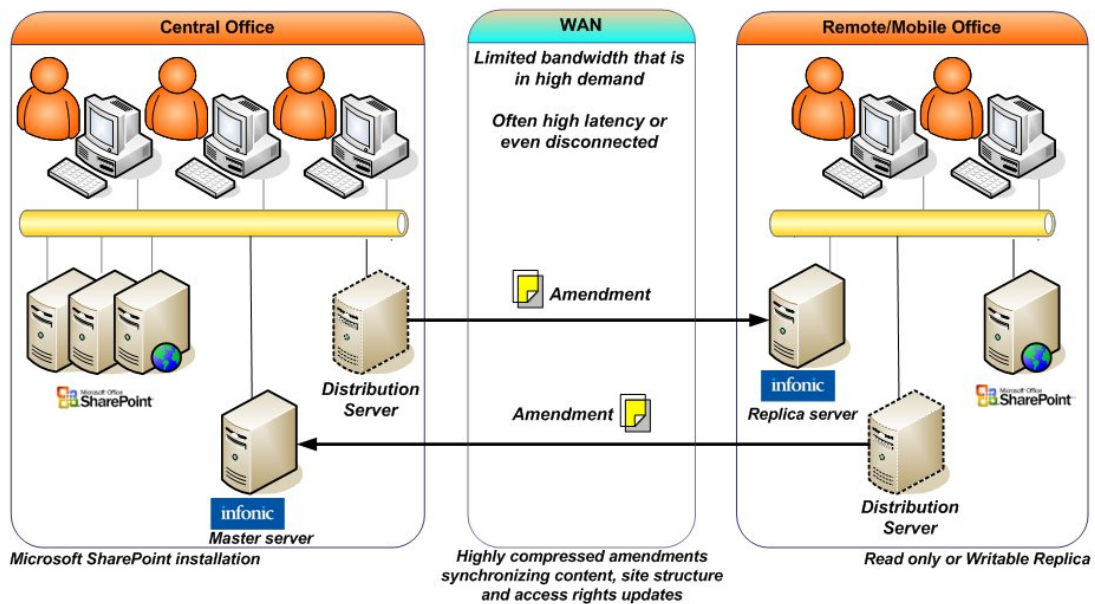 Central Office
WAN
Remote/Mobile Office
Limited bandwidth that is
in high demand
Often high latency or
even disconnected
Amendment
Microsoft Office
SharePoint
Distribution
Server
infonic
Replica server
Microsoft Office
SharePoint
Amendment
infonic
Master server
Distribution
Server
Microsoft SharePoint installation
Highly compressed amendments
synchronizing content, site structure
and access rights updates
Read only or Writable Replica